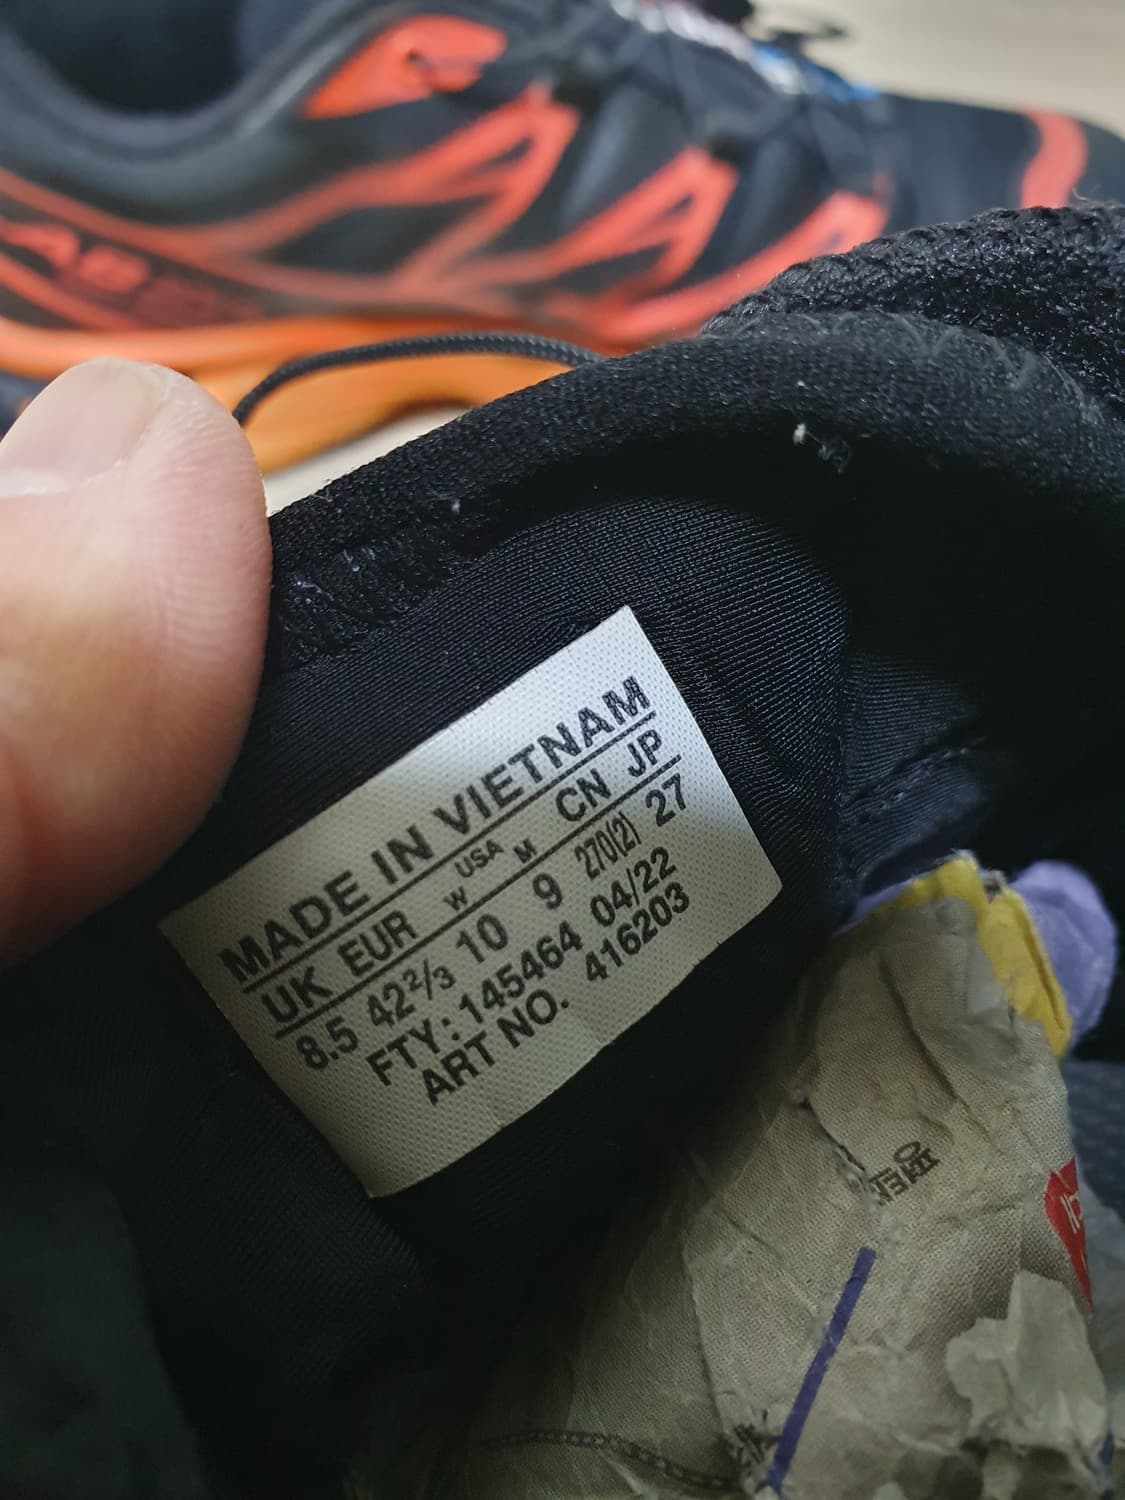 MADE IN VIETNAM
UK EUR W USA M CN JP
8.5 42²/₃ 10 9 270(2) 27
FTY: 145464 04/22
ART NO. 416203